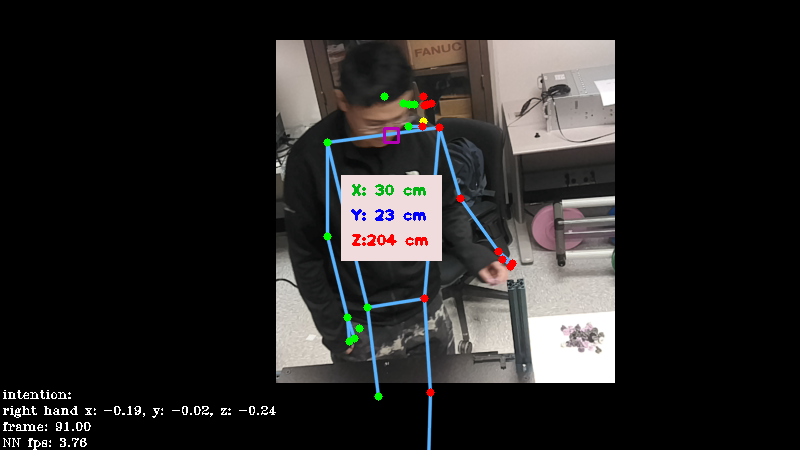 FANUC
X: 30 cm
Y: 23 cm
Z:204 cm
intention:
right hand x: -0.19, y: -0.02, z: -0.24
frame: 91.00
NN fps: 3.76